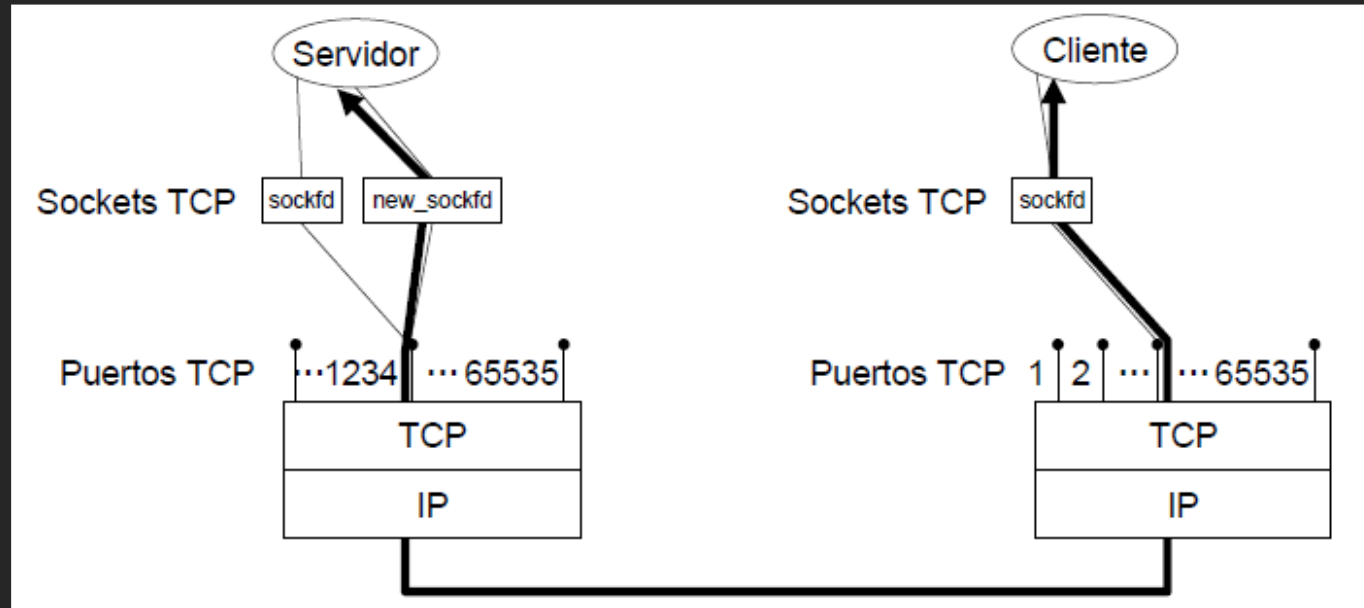 Servidor
Cliente
Sockets TCP sockfd new_sockfd
Sockets TCP sockfd
Puertos TCP ...1234 ... 65535
Puertos TCP 1 2 ... ... 65535
TCP
TCP
IP
IP